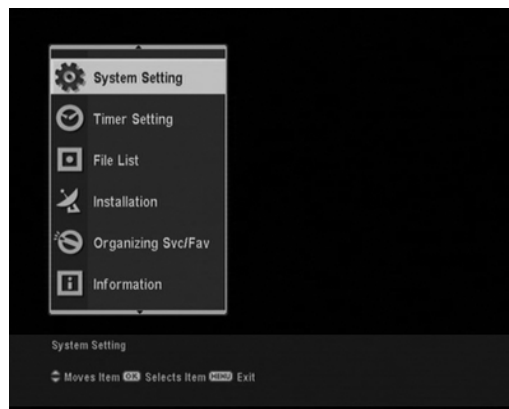 System Setting
Timer Setting
File List
Installation
Organizing Svc/Fav
Information
System Setting
Moves Item OK Selects Item MENU Exit